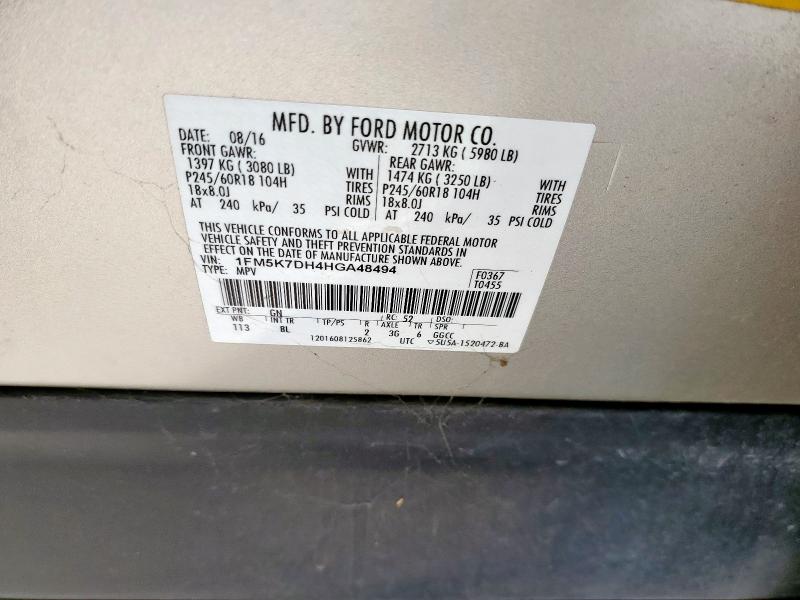 MFD. BY FORD MOTOR CO.
DATE: 08/16 GVWR: 2713 KG ( 5980 LB)
FRONT GAWR: REAR GAWR:
1397 KG ( 3080 LB) WITH 1474 KG ( 3250 LB) WITH
P245/60R18 104H TIRES P245/60R18 104H TIRES
18x8.0J RIMS 18x8.0J RIMS
AT 240 kPa/ 35 PSI COLD AT 240 kPa/ 35 PSI COLD
THIS VEHICLE CONFORMS TO ALL APPLICABLE FEDERAL MOTOR
VEHICLE SAFETY AND THEFT PREVENTION STANDARDS IN
EFFECT ON THE DATE OF MANUFACTURE SHOWN ABOVE.
VIN: 1FM5K7DH4HGA48494 F0367
TYPE: MPV T0455
EXT PNT: GN RC: 52 DSO:
WB INT TR TP/PS R AXLE TR SPR
113 BL 2 3G 6 GGCC
1201608125862 UTC ▽5U5A-1520472-BA